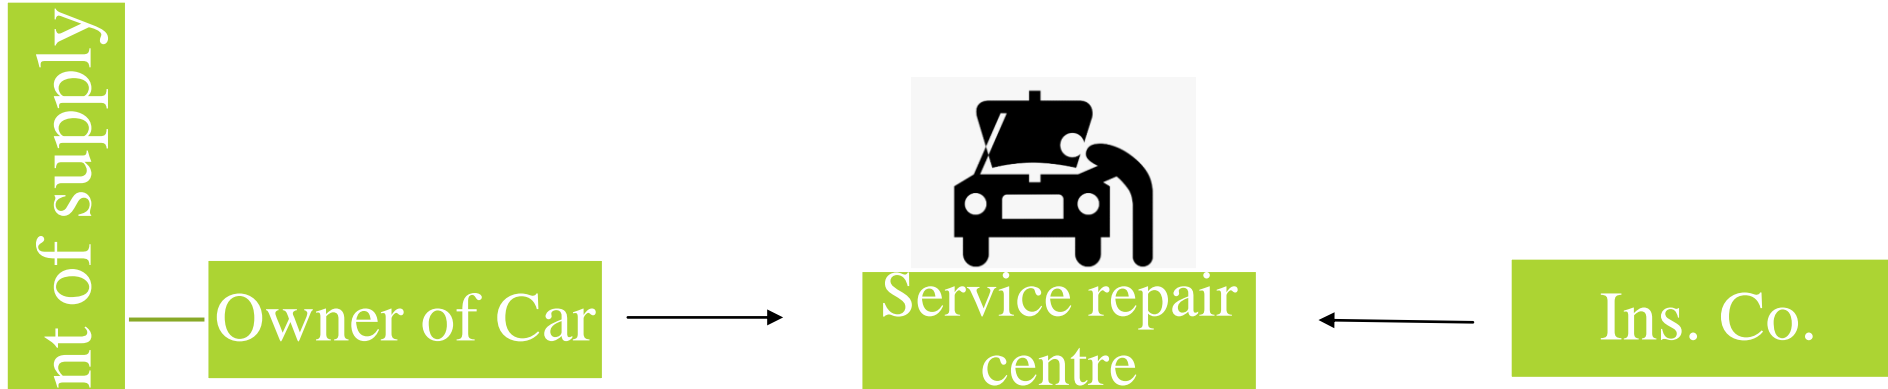 nt of supply
Owner of Car
Service repair
centre
Ins. Co.